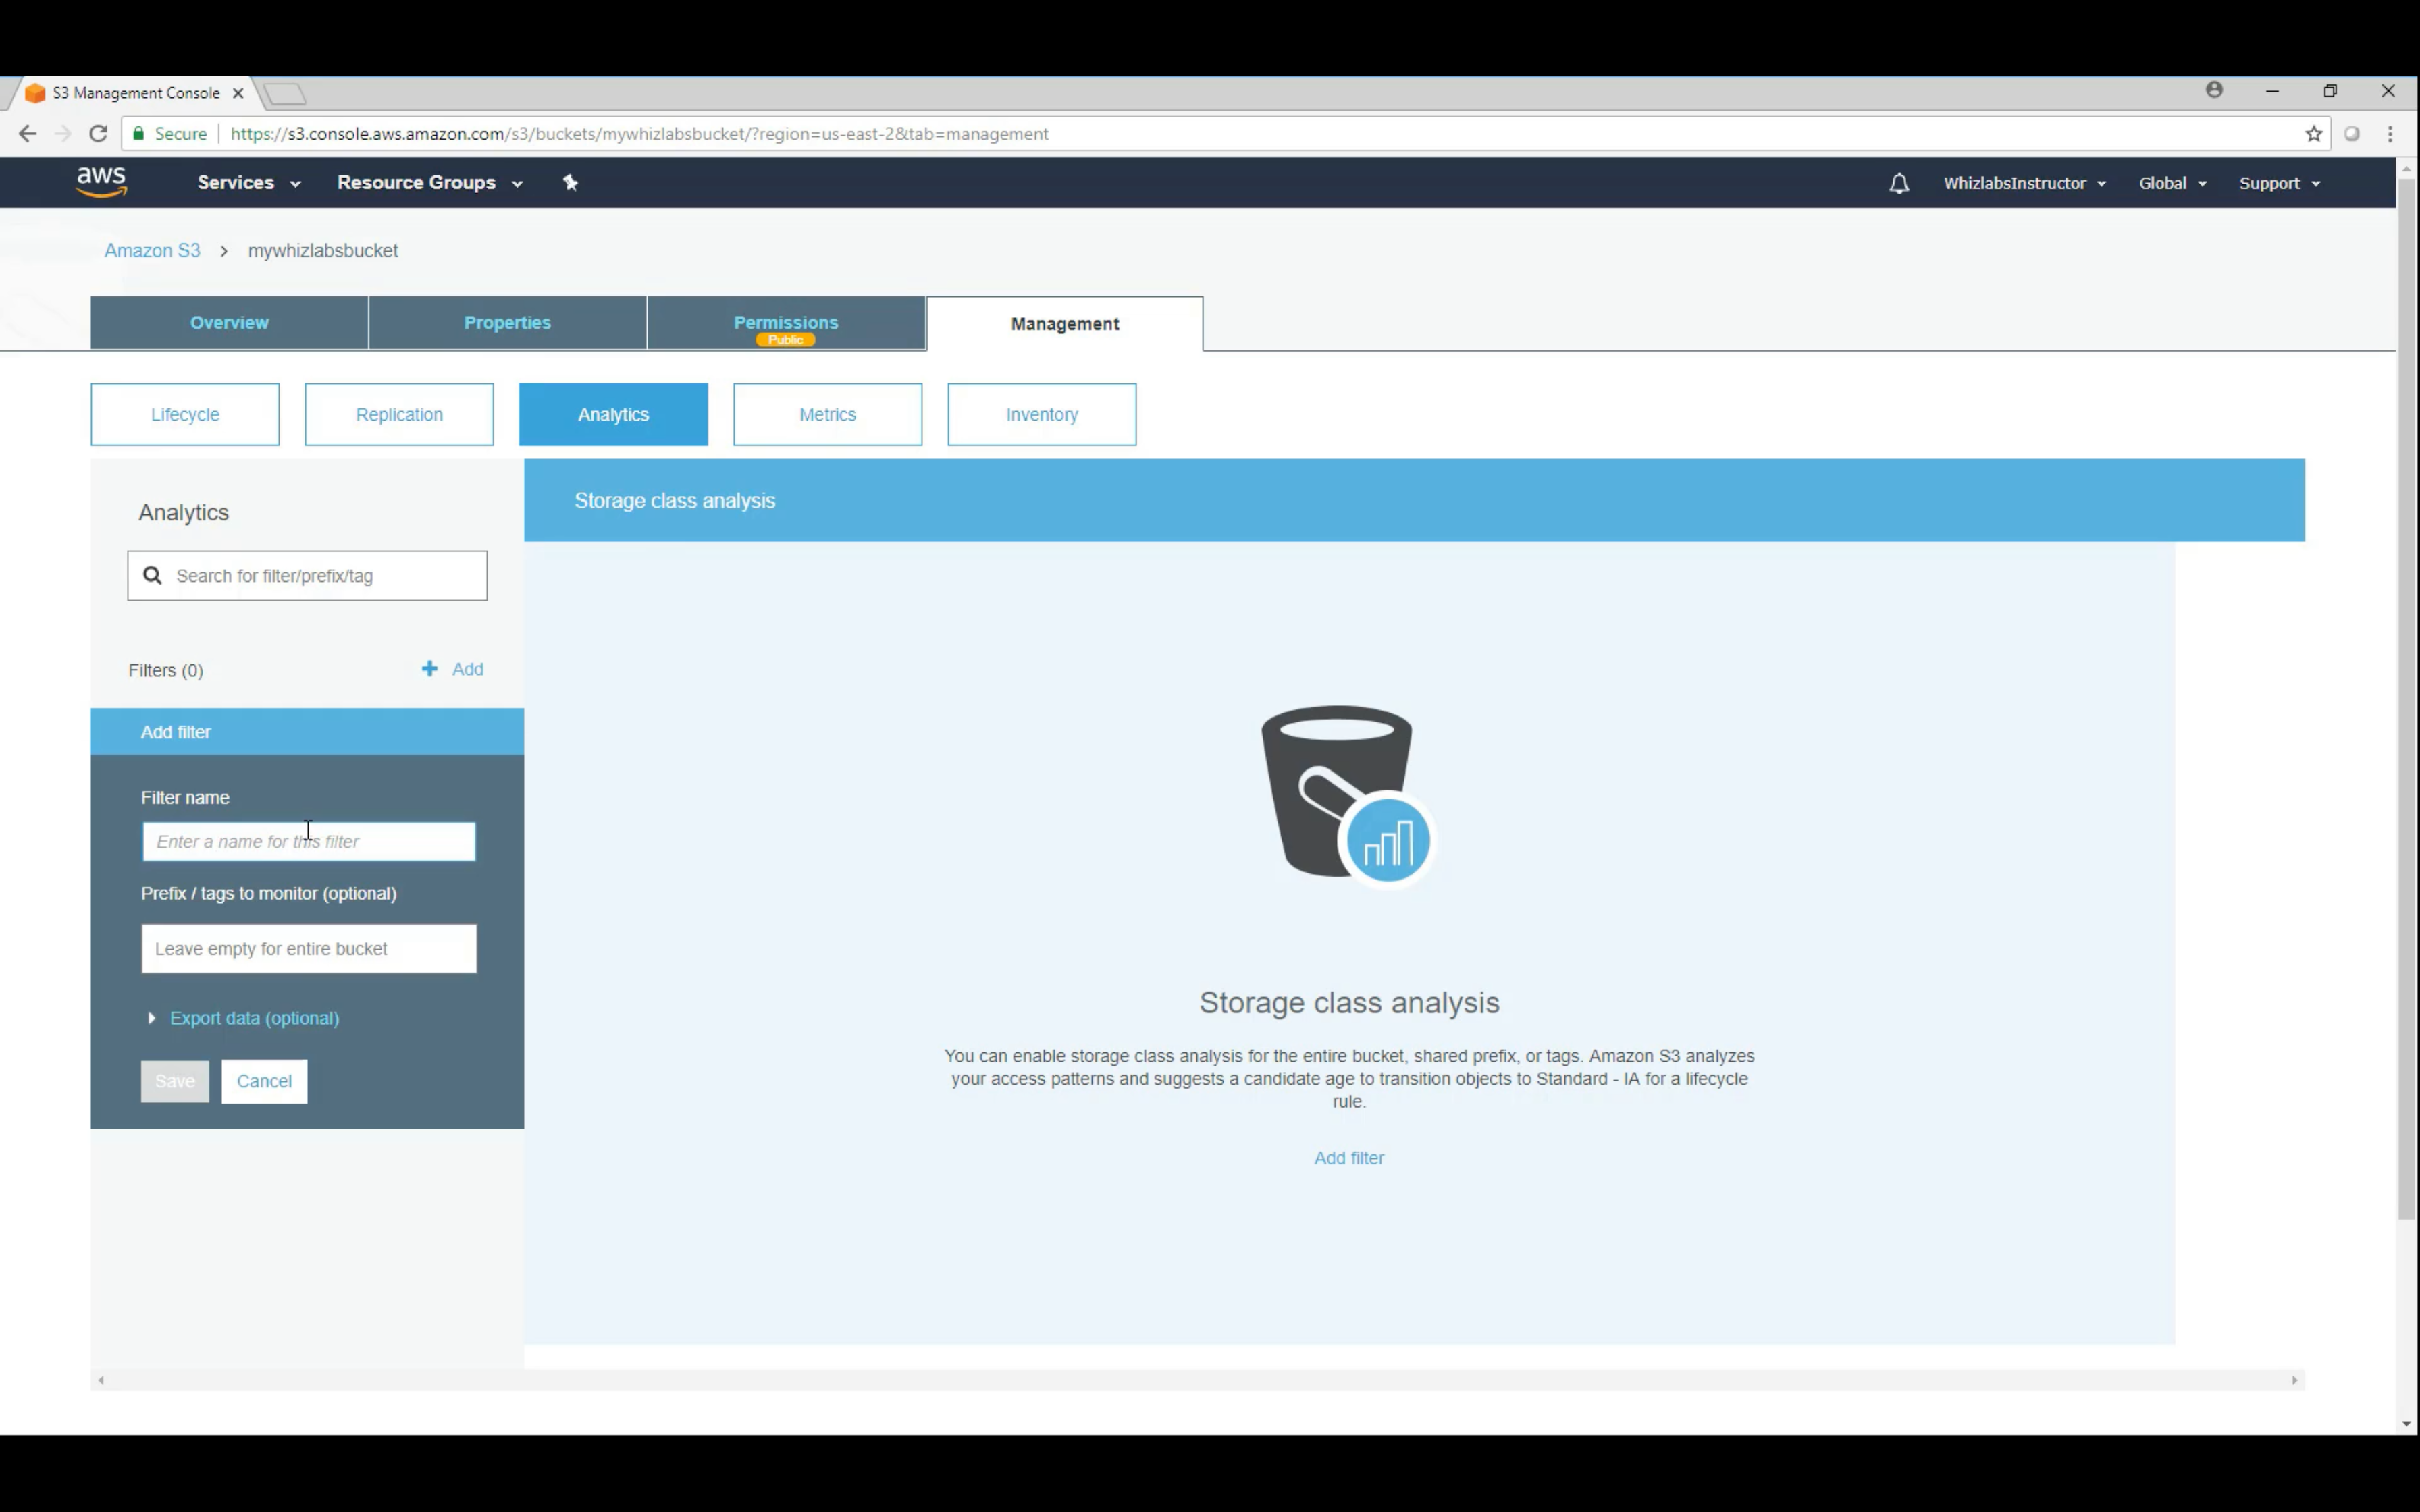 S3 Management Console
Secure https://s3.console.aws.amazon.com/s3/buckets/mywhizlabsbucket/?region=us-east-2&tab=management
aws Services Resource Groups WhizlabsInstructor Global Support
Amazon S3 > mywhizlabsbucket
Overview Properties Permissions Management
Public
Lifecycle Replication Analytics Metrics Inventory
Storage class analysis
Analytics
Search for filter/prefix/tag
Filters (0) + Add
Add filter
Filter name
Enter a name for this filter
Prefix / tags to monitor (optional)
Leave empty for entire bucket
Export data (optional)
Save Cancel
Storage class analysis
You can enable storage class analysis for the entire bucket, shared prefix, or tags. Amazon S3 analyzes
your access patterns and suggests a candidate age to transition objects to Standard - IA for a lifecycle
rule.
Add filter